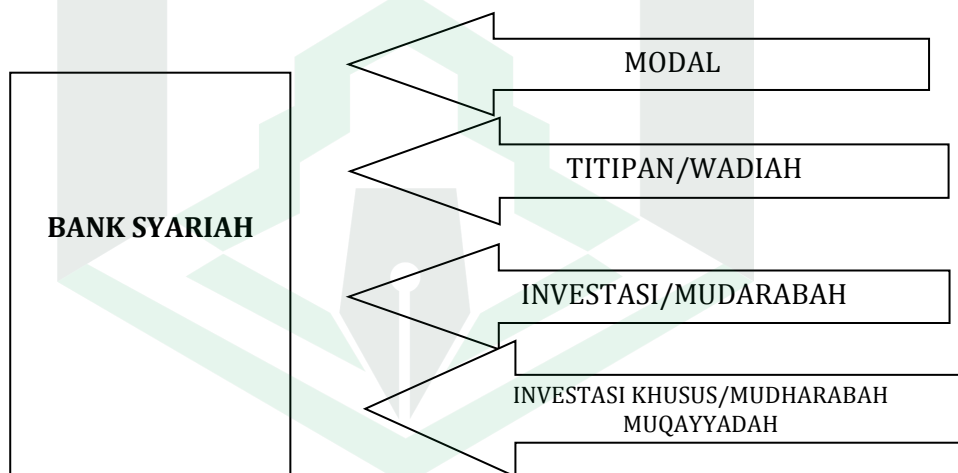 MODAL
TITIPAN/WADIAH
BANK SYARIAH
INVESTASI/MUDARABAH
INVESTASI KHUSUS/MUDHARABAH
MUQAYYADAH